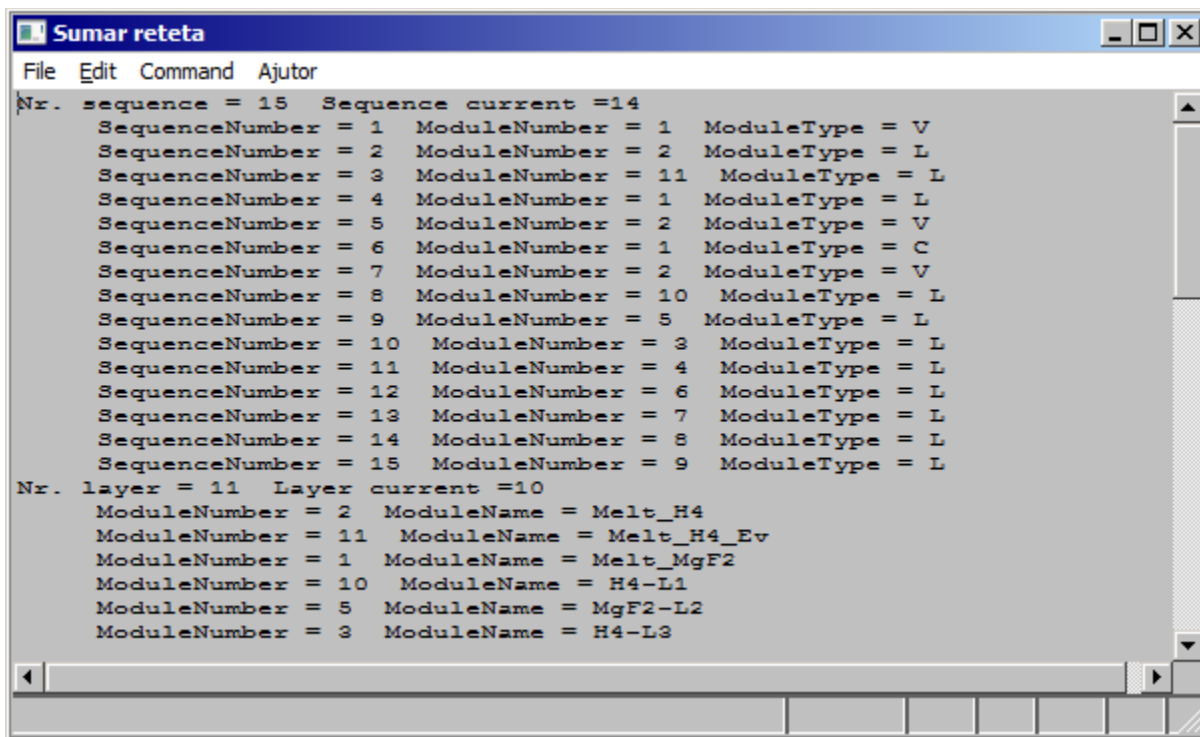 Sumar reteta
File Edit Command Ajutor
Nr. sequence = 15 Sequence current =14
SequenceNumber = 1 ModuleNumber = 1 ModuleType = V
SequenceNumber = 2 ModuleNumber = 2 ModuleType = L
SequenceNumber = 3 ModuleNumber = 11 ModuleType = L
SequenceNumber = 4 ModuleNumber = 1 ModuleType = L
SequenceNumber = 5 ModuleNumber = 2 ModuleType = V
SequenceNumber = 6 ModuleNumber = 1 ModuleType = C
SequenceNumber = 7 ModuleNumber = 2 ModuleType = V
SequenceNumber = 8 ModuleNumber = 10 ModuleType = L
SequenceNumber = 9 ModuleNumber = 5 ModuleType = L
SequenceNumber = 10 ModuleNumber = 3 ModuleType = L
SequenceNumber = 11 ModuleNumber = 4 ModuleType = L
SequenceNumber = 12 ModuleNumber = 6 ModuleType = L
SequenceNumber = 13 ModuleNumber = 7 ModuleType = L
SequenceNumber = 14 ModuleNumber = 8 ModuleType = L
SequenceNumber = 15 ModuleNumber = 9 ModuleType = L
Nr. layer = 11 Layer current =10
ModuleNumber = 2 ModuleName = Melt_H4
ModuleNumber = 11 ModuleName = Melt_H4_Ev
ModuleNumber = 1 ModuleName = Melt_MgF2
ModuleNumber = 10 ModuleName = H4-L1
ModuleNumber = 5 ModuleName = MgF2-L2
ModuleNumber = 3 ModuleName = H4-L3